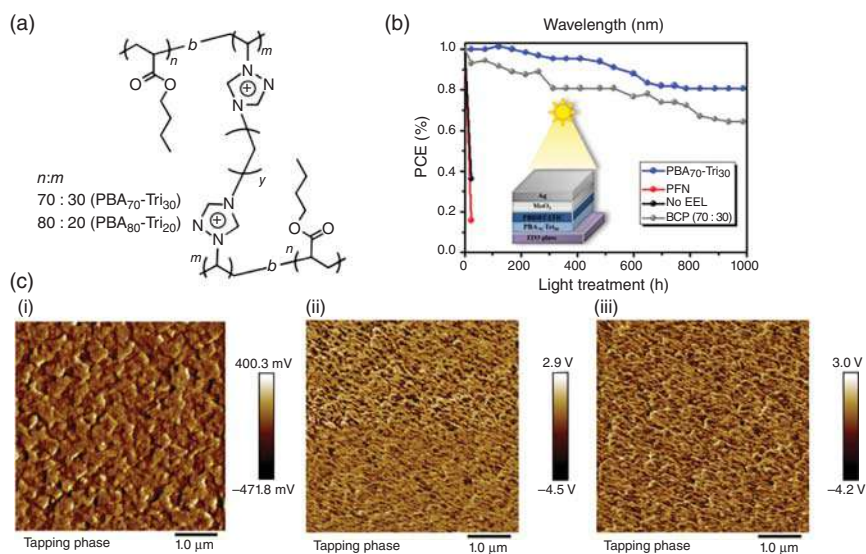 (a)
n
b
m
O
O
N
N
N
⊕
y
N
N
N
⊕
O
O
m
b
n
n:m
70 : 30 (PBA70-Tri30)
80 : 20 (PBA80-Tri20)
(b)
Wavelength (nm)
PCE (%)
1.0
0.8
0.6
0.4
0.2
0.0
0
200
400
600
800
1000
Light treatment (h)
PBA70-Tri30
PFN
No EEL
BCP (70 : 30)
Ag
MoO3
ITO glass
(c)
(i)
400.3 mV
−471.8 mV
Tapping phase
1.0 μm
(ii)
2.9 V
−4.5 V
Tapping phase
1.0 μm
(iii)
3.0 V
−4.2 V
Tapping phase
1.0 μm